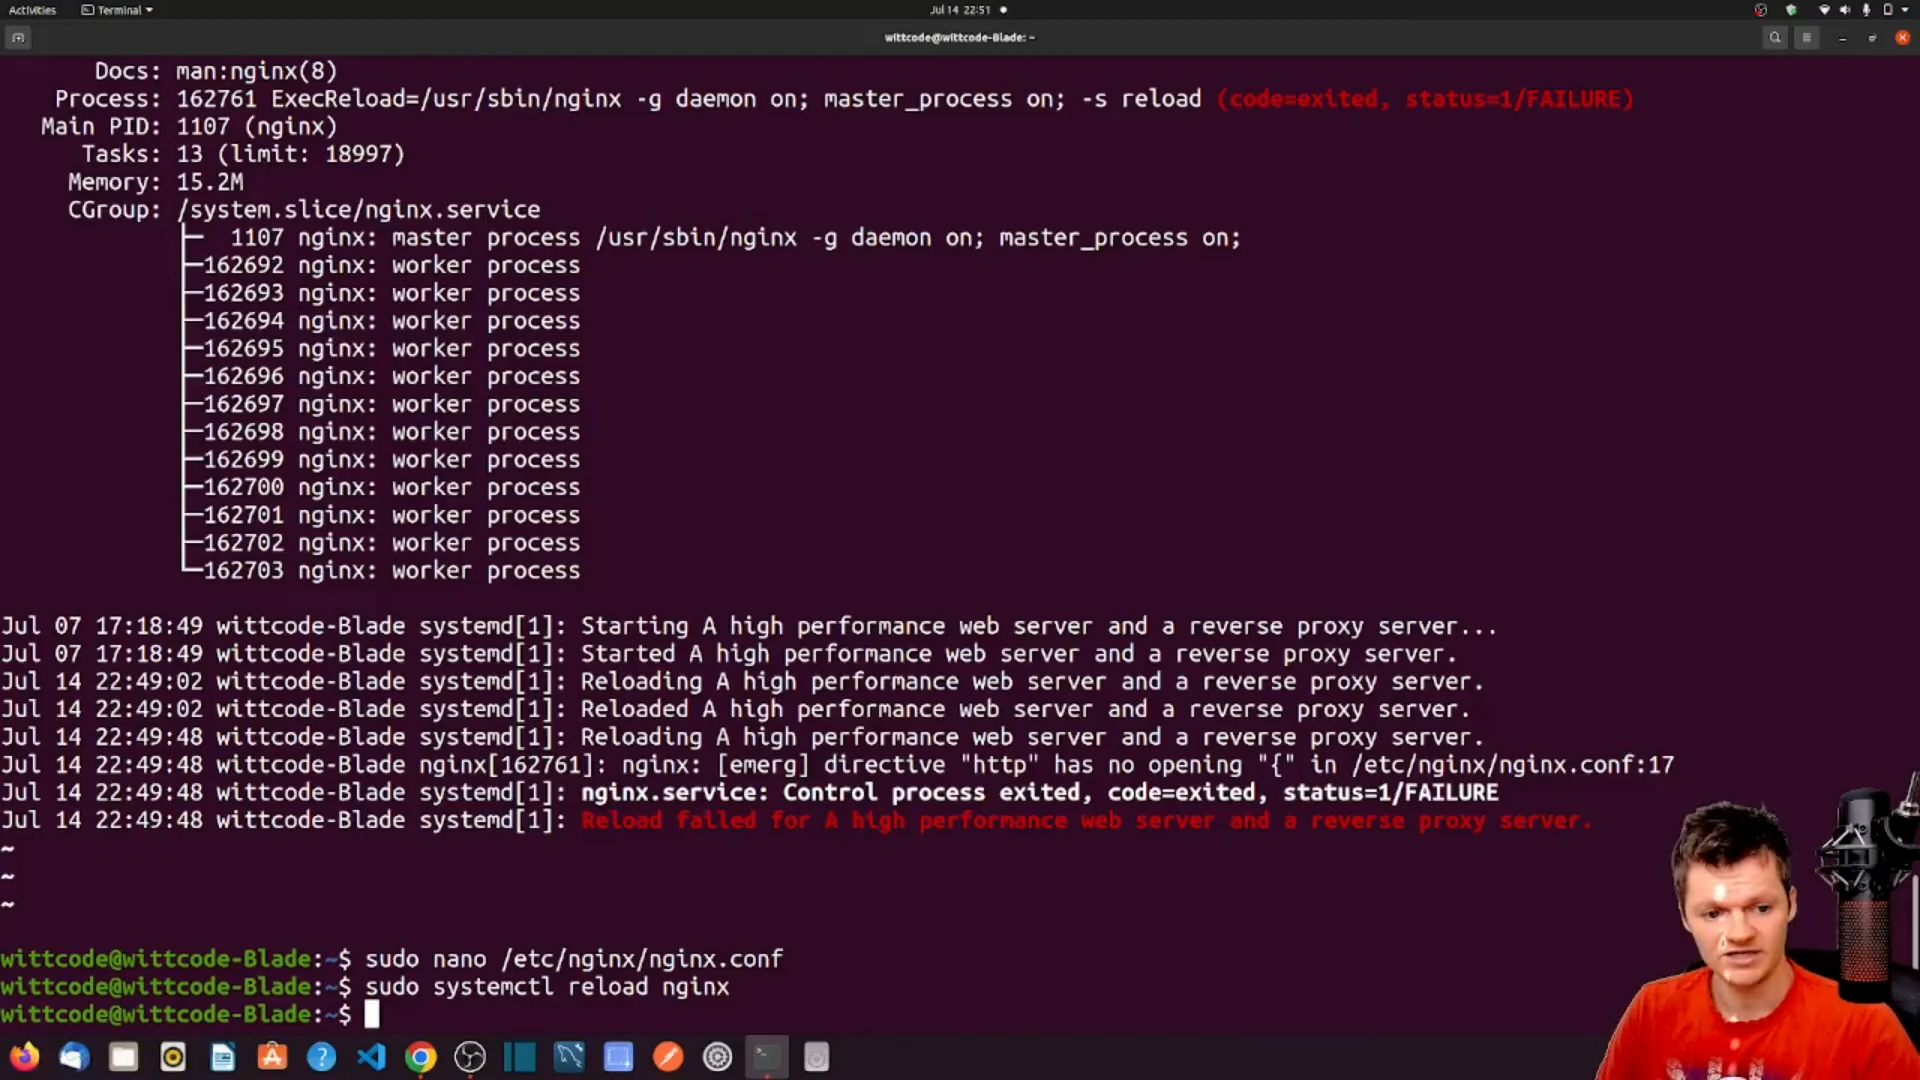 Activities
Terminal
Jul 14 22:51
wittcode@wittcode-Blade: ~
Docs: man:nginx(8)
Process: 162761 ExecReload=/usr/sbin/nginx -g daemon on; master_process on; -s reload (code=exited, status=1/FAILURE)
Main PID: 1107 (nginx)
Tasks: 13 (limit: 18997)
Memory: 15.2M
CGroup: /system.slice/nginx.service
├─  1107 nginx: master process /usr/sbin/nginx -g daemon on; master_process on;
├─162692 nginx: worker process
├─162693 nginx: worker process
├─162694 nginx: worker process
├─162695 nginx: worker process
├─162696 nginx: worker process
├─162697 nginx: worker process
├─162698 nginx: worker process
├─162699 nginx: worker process
├─162700 nginx: worker process
├─162701 nginx: worker process
├─162702 nginx: worker process
└─162703 nginx: worker process
Jul 07 17:18:49 wittcode-Blade systemd[1]: Starting A high performance web server and a reverse proxy server...
Jul 07 17:18:49 wittcode-Blade systemd[1]: Started A high performance web server and a reverse proxy server.
Jul 14 22:49:02 wittcode-Blade systemd[1]: Reloading A high performance web server and a reverse proxy server.
Jul 14 22:49:02 wittcode-Blade systemd[1]: Reloaded A high performance web server and a reverse proxy server.
Jul 14 22:49:48 wittcode-Blade systemd[1]: Reloading A high performance web server and a reverse proxy server.
Jul 14 22:49:48 wittcode-Blade nginx[162761]: nginx: [emerg] directive "http" has no opening "{" in /etc/nginx/nginx.conf:17
Jul 14 22:49:48 wittcode-Blade systemd[1]: nginx.service: Control process exited, code=exited, status=1/FAILURE
Jul 14 22:49:48 wittcode-Blade systemd[1]: Reload failed for A high performance web server and a reverse proxy server.
~
~
~
wittcode@wittcode-Blade:~$ sudo nano /etc/nginx/nginx.conf
wittcode@wittcode-Blade:~$ sudo systemctl reload nginx
wittcode@wittcode-Blade:~$